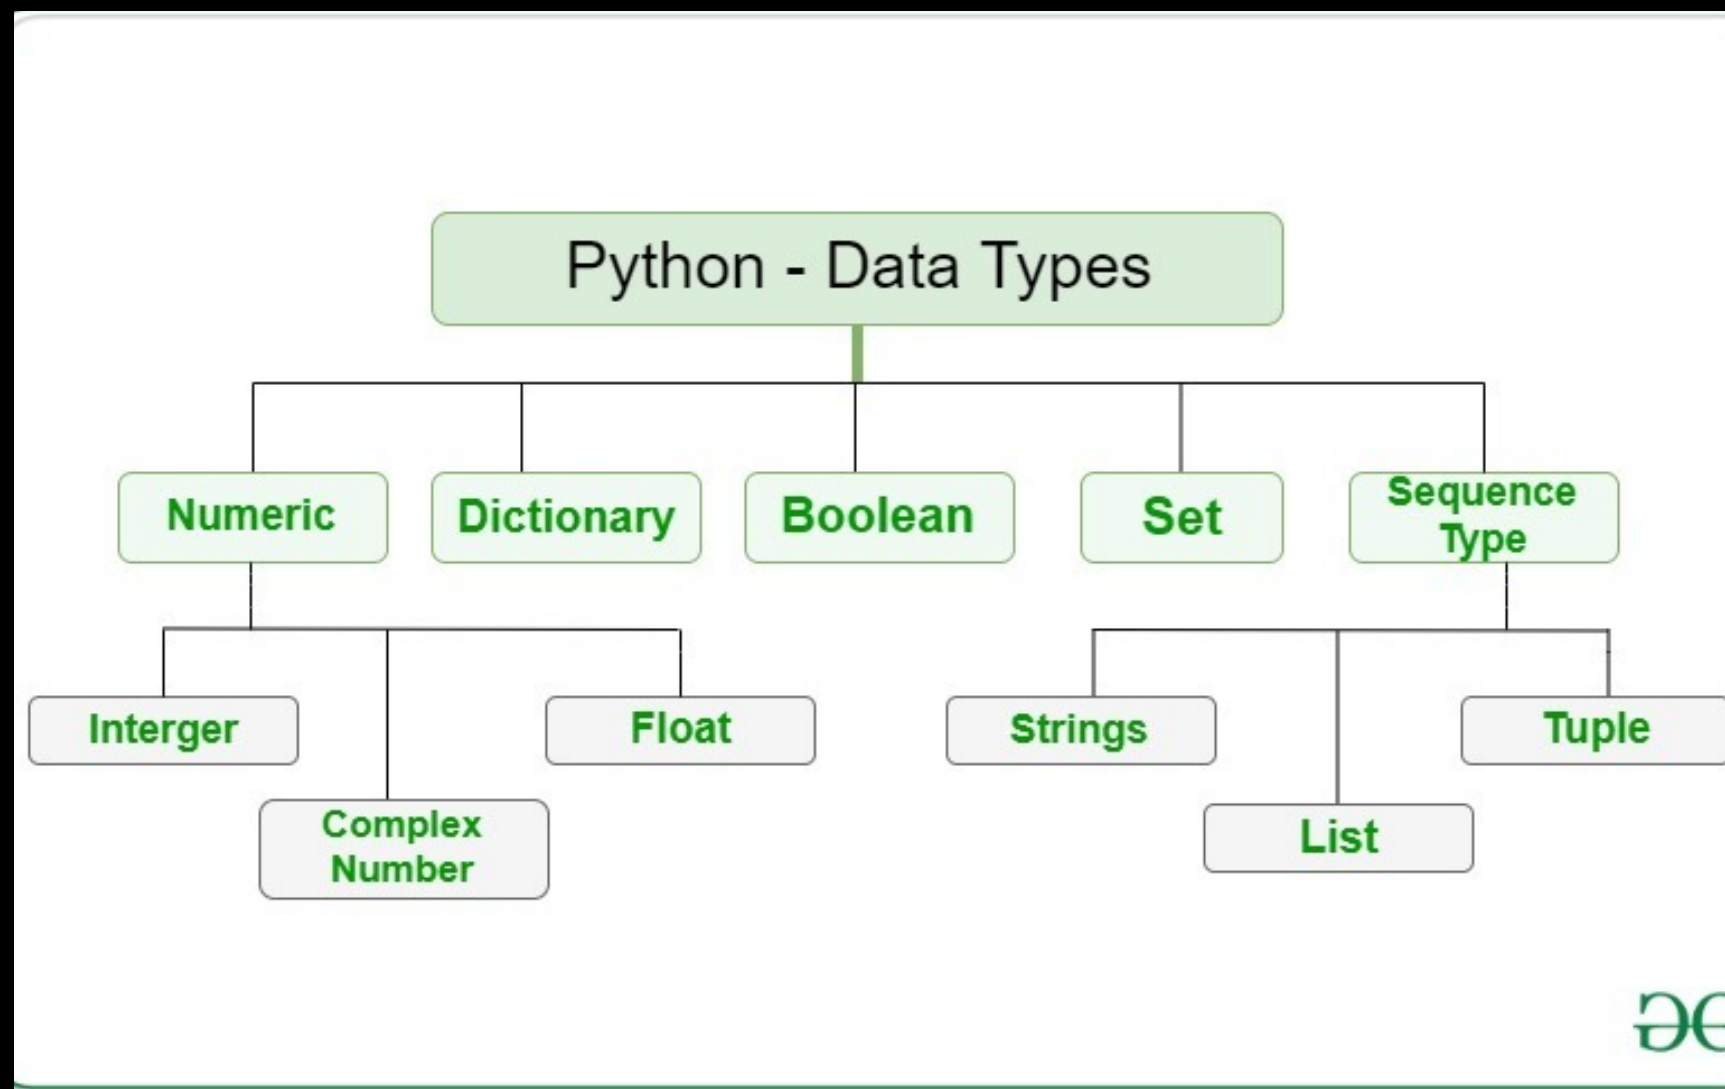 Python - Data Types
Numeric
Dictionary
Boolean
Set
Sequence
Type
Interger
Float
Strings
Tuple
Complex
Number
List